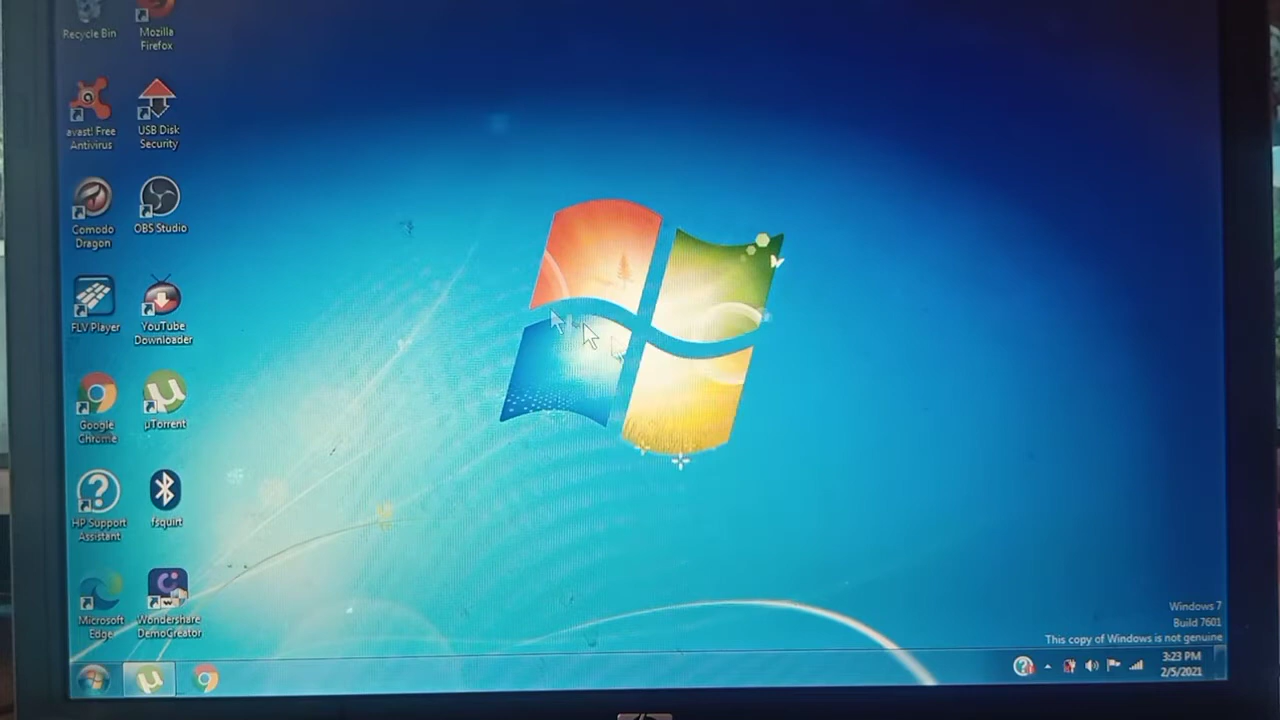 Recycle Bin
Mozilla
Firefox
avast! Free
Antivirus
USB Disk
Security
Comodo
Dragon
OBS Studio
FLV Player
YouTube
Downloader
Google
Chrome
µTorrent
HP Support
Assistant
fsquirt
Microsoft
Edge
Wondershare
DemoCreator
Windows 7
Build 7601
This copy of Windows is not genuine
3:23 PM
2/5/2021